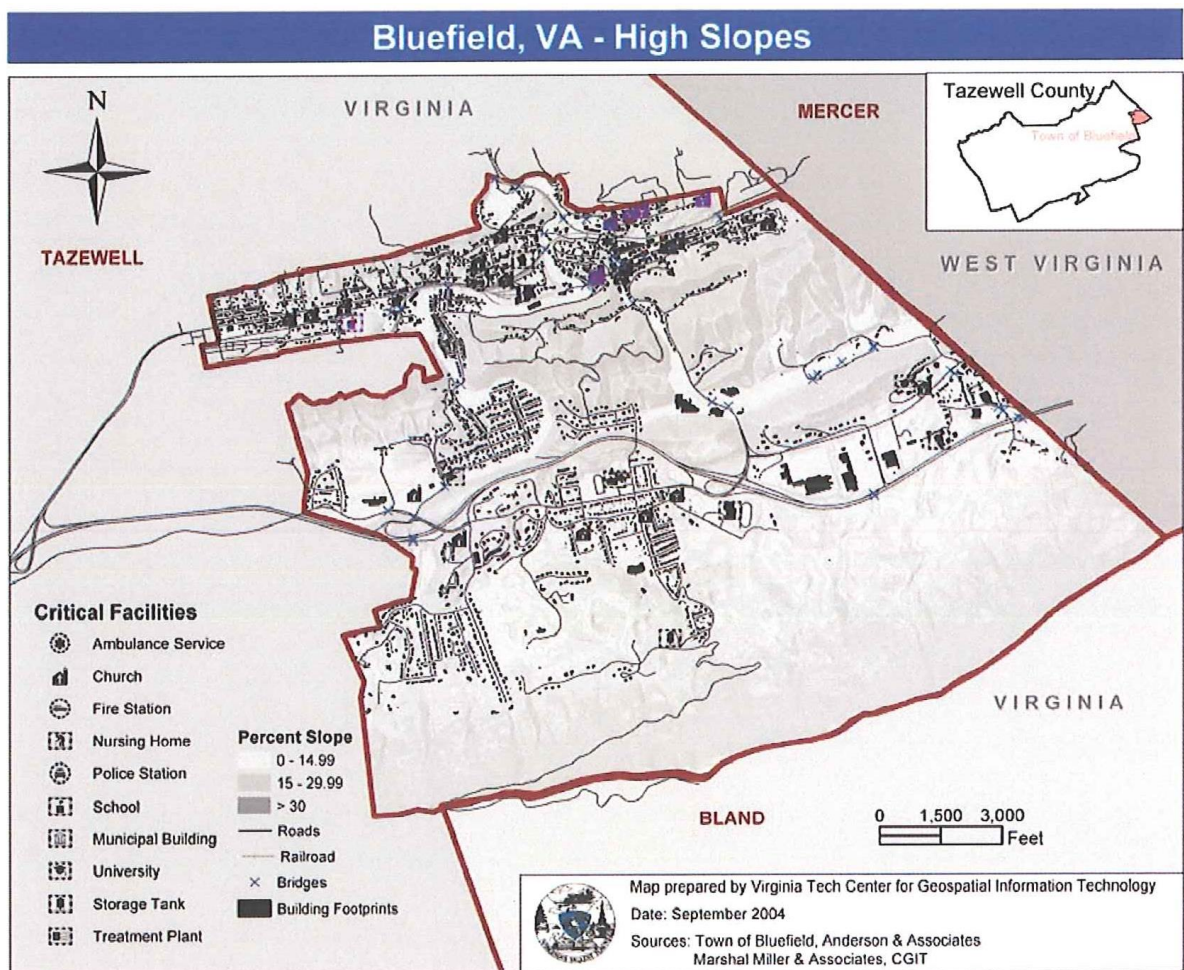 Bluefield, VA - High Slopes
N
VIRGINIA
MERCER
Tazewell County
Town of Bluefield
TAZEWELL
WEST VIRGINIA
Critical Facilities
Ambulance Service
Church
Fire Station
Nursing Home
Police Station
School
Municipal Building
University
Storage Tank
Treatment Plant
Percent Slope
0 - 14.99
15 - 29.99
> 30
Roads
Railroad
Bridges
Building Footprints
VIRGINIA
BLAND
0 1,500 3,000
Feet
Map prepared by Virginia Tech Center for Geospatial Information Technology
Date: September 2004
Sources: Town of Bluefield, Anderson & Associates
Marshal Miller & Associates, CGIT